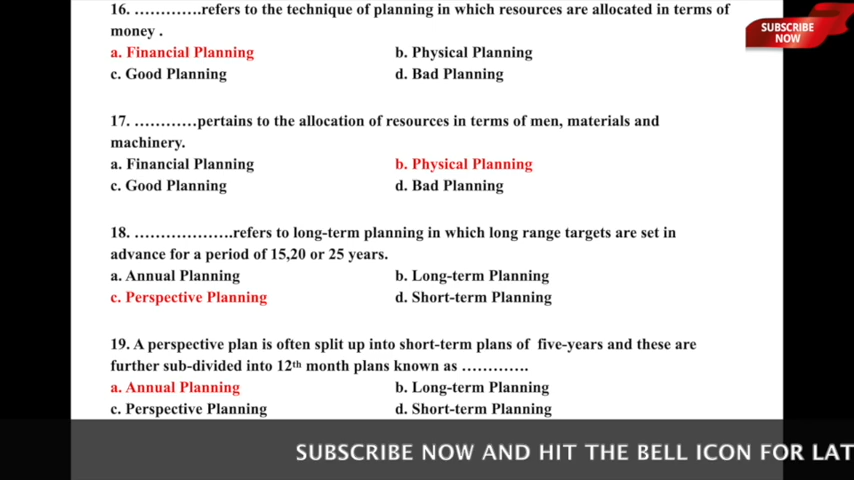 16. .............refers to the technique of planning in which resources are allocated in terms of
money .
a. Financial Planning b. Physical Planning
c. Good Planning d. Bad Planning
17. ............pertains to the allocation of resources in terms of men, materials and
machinery.
a. Financial Planning b. Physical Planning
c. Good Planning d. Bad Planning
18. ...................refers to long-term planning in which long range targets are set in
advance for a period of 15,20 or 25 years.
a. Annual Planning b. Long-term Planning
c. Perspective Planning d. Short-term Planning
19. A perspective plan is often split up into short-term plans of five-years and these are
further sub-divided into 12th month plans known as .............
a. Annual Planning b. Long-term Planning
c. Perspective Planning d. Short-term Planning
SUBSCRIBE
NOW
SUBSCRIBE NOW AND HIT THE BELL ICON FOR LAT